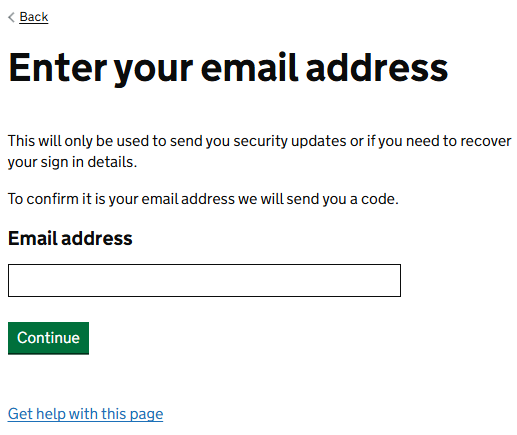 Back
Enter your email address
This will only be used to send you security updates or if you need to recover
your sign in details.
To confirm it is your email address we will send you a code.
Email address
Continue
Get help with this page